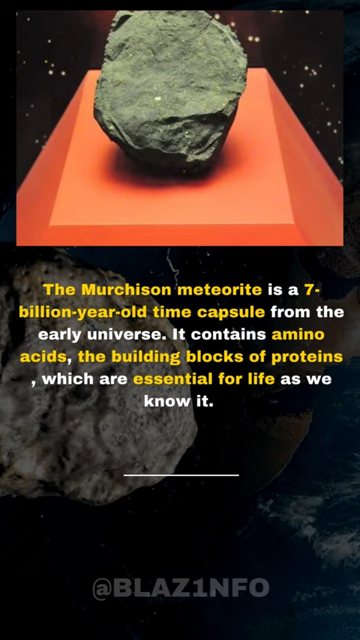 The Murchison meteorite is a 7-
billion-year-old time capsule from the
early universe. It contains amino
acids, the building blocks of proteins
, which are essential for life as we
know it.
@BLAZ1NFO